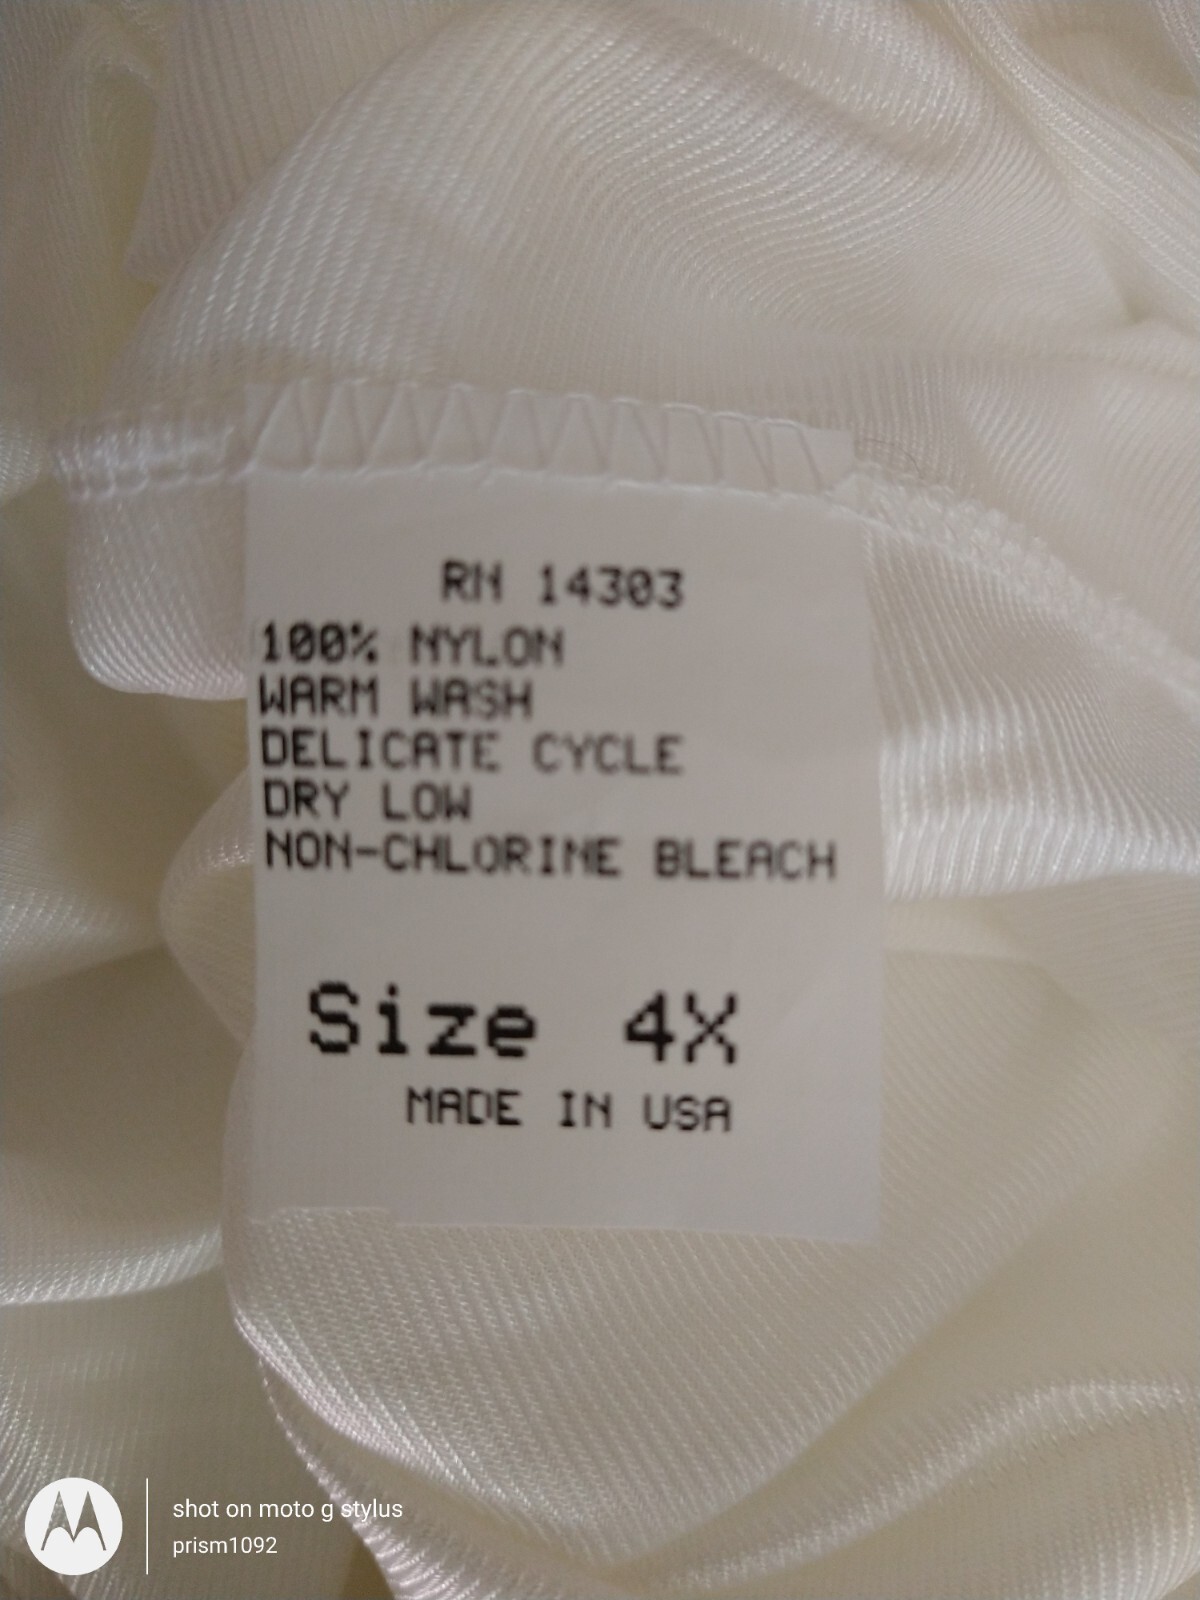 RN 14303
100% NYLON
WARM WASH
DELICATE CYCLE
DRY LOW
NON-CHLORINE BLEACH
Size 4X
MADE IN USA
shot on moto g stylus
prism1092